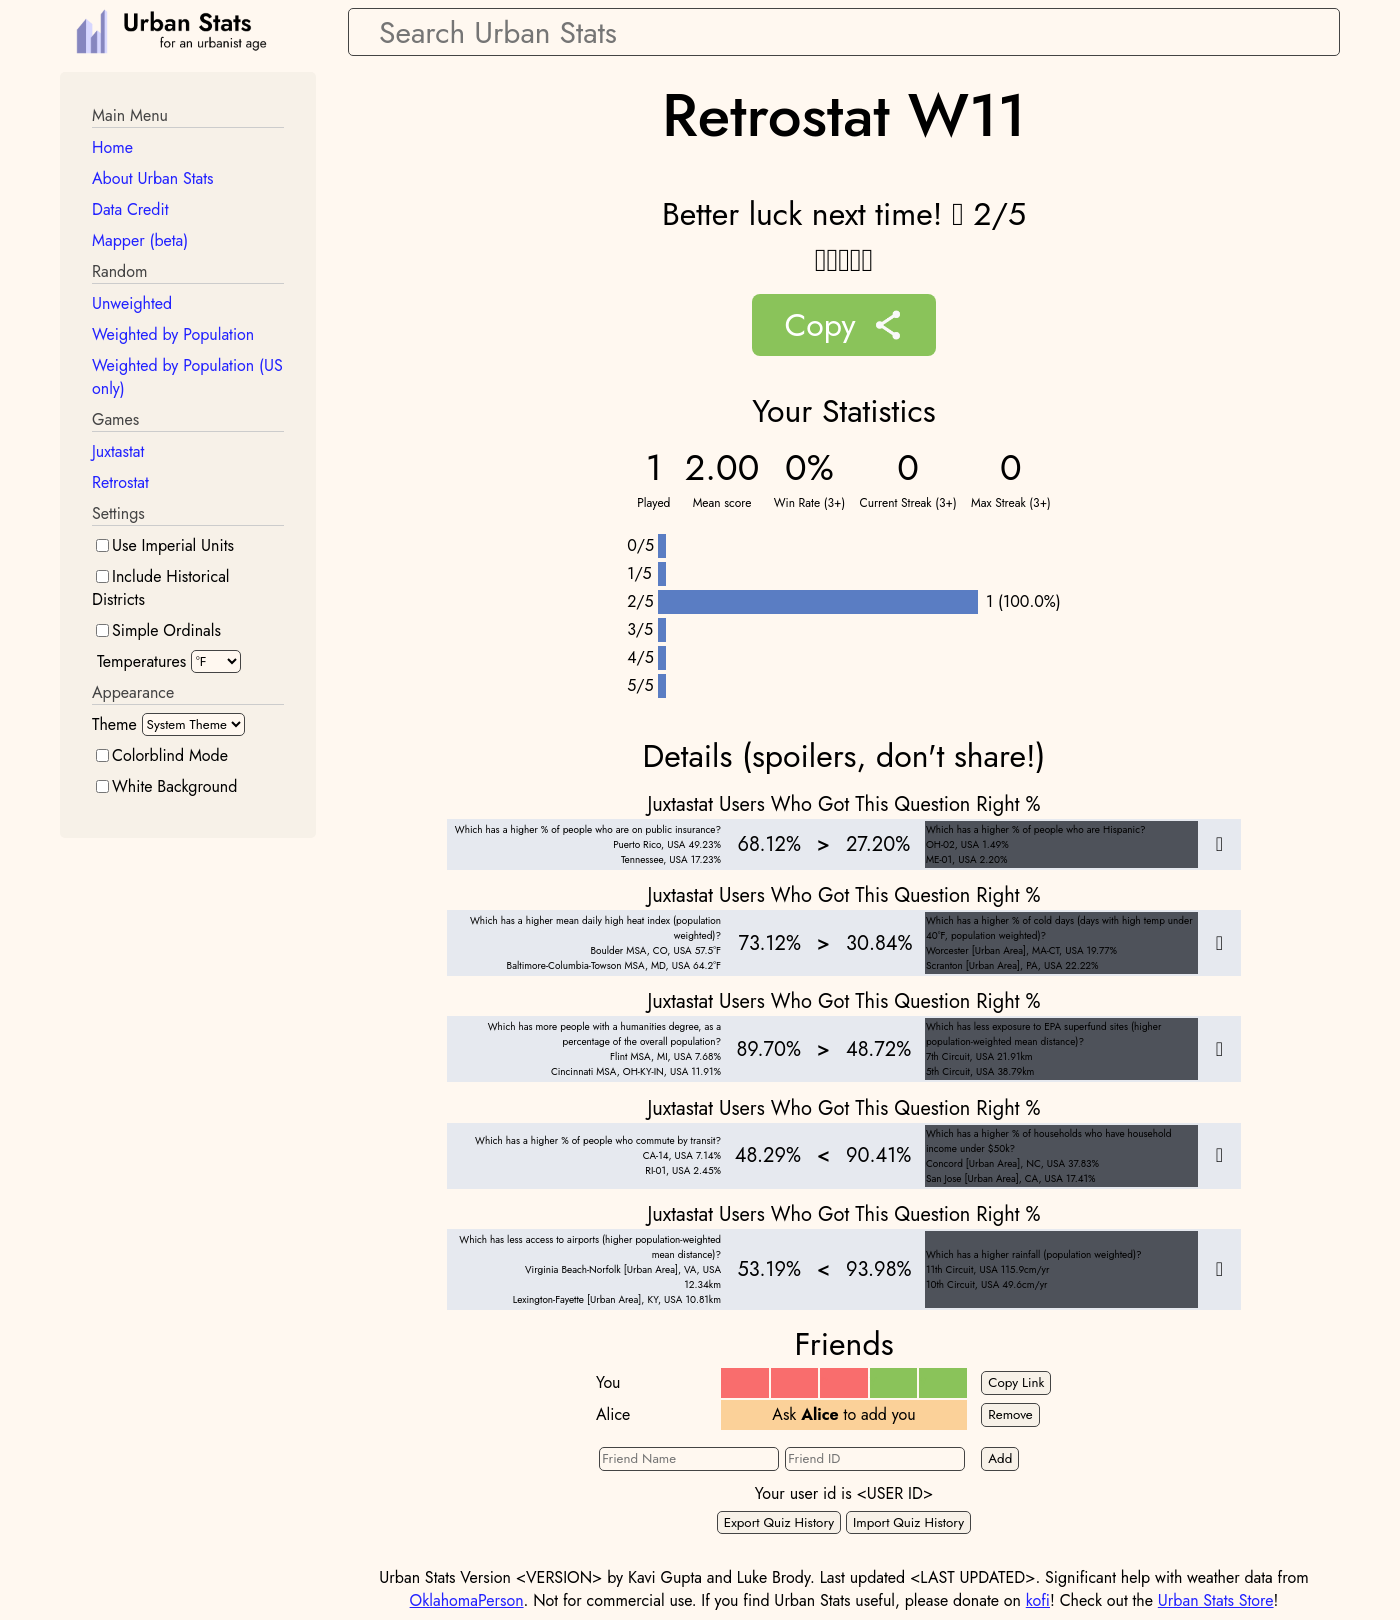 Urban Stats
for an urbanist age
Search Urban Stats
Main Menu
Home
About Urban Stats
Data Credit
Mapper (beta)
Random
Unweighted
Weighted by Population
Weighted by Population (US
only)
Games
Juxtastat
Retrostat
Settings
Use Imperial Units
Include Historical
Districts
Simple Ordinals
Temperatures °F
Appearance
Theme System Theme
Colorblind Mode
White Background
Retrostat W11
Better luck next time! 2/5
Copy
Your Statistics
1 2.00 0% 0 0
Played Mean score Win Rate (3+) Current Streak (3+) Max Streak (3+)
0/5
1/5
2/5 1 (100.0%)
3/5
4/5
5/5
Details (spoilers, don't share!)
Juxtastat Users Who Got This Question Right %
Which has a higher % of people who are on public insurance?
Puerto Rico, USA 49.23%
Tennessee, USA 17.23%
68.12% > 27.20%
Which has a higher % of people who are Hispanic?
OH-02, USA 1.49%
ME-01, USA 2.20%
Juxtastat Users Who Got This Question Right %
Which has a higher mean daily high heat index (population
weighted)?
Boulder MSA, CO, USA 57.5°F
Baltimore-Columbia-Towson MSA, MD, USA 64.2°F
73.12% > 30.84%
Which has a higher % of cold days (days with high temp under
40°F, population weighted)?
Worcester [Urban Area], MA-CT, USA 19.77%
Scranton [Urban Area], PA, USA 22.22%
Juxtastat Users Who Got This Question Right %
Which has more people with a humanities degree, as a
percentage of the overall population?
Flint MSA, MI, USA 7.68%
Cincinnati MSA, OH-KY-IN, USA 11.91%
89.70% > 48.72%
Which has less exposure to EPA superfund sites (higher
population-weighted mean distance)?
7th Circuit, USA 21.91km
5th Circuit, USA 38.79km
Juxtastat Users Who Got This Question Right %
Which has a higher % of people who commute by transit?
CA-14, USA 7.14%
RI-01, USA 2.45%
48.29% < 90.41%
Which has a higher % of households who have household
income under $50k?
Concord [Urban Area], NC, USA 37.83%
San Jose [Urban Area], CA, USA 17.41%
Juxtastat Users Who Got This Question Right %
Which has less access to airports (higher population-weighted
mean distance)?
Virginia Beach-Norfolk [Urban Area], VA, USA
12.34km
Lexington-Fayette [Urban Area], KY, USA 10.81km
53.19% < 93.98%
Which has a higher rainfall (population weighted)?
11th Circuit, USA 115.9cm/yr
10th Circuit, USA 49.6cm/yr
Friends
You Copy Link
Alice Ask Alice to add you Remove
Friend Name Friend ID Add
Your user id is <USER ID>
Export Quiz History Import Quiz History
Urban Stats Version <VERSION> by Kavi Gupta and Luke Brody. Last updated <LAST UPDATED>. Significant help with weather data from
OklahomaPerson. Not for commercial use. If you find Urban Stats useful, please donate on kofi! Check out the Urban Stats Store!